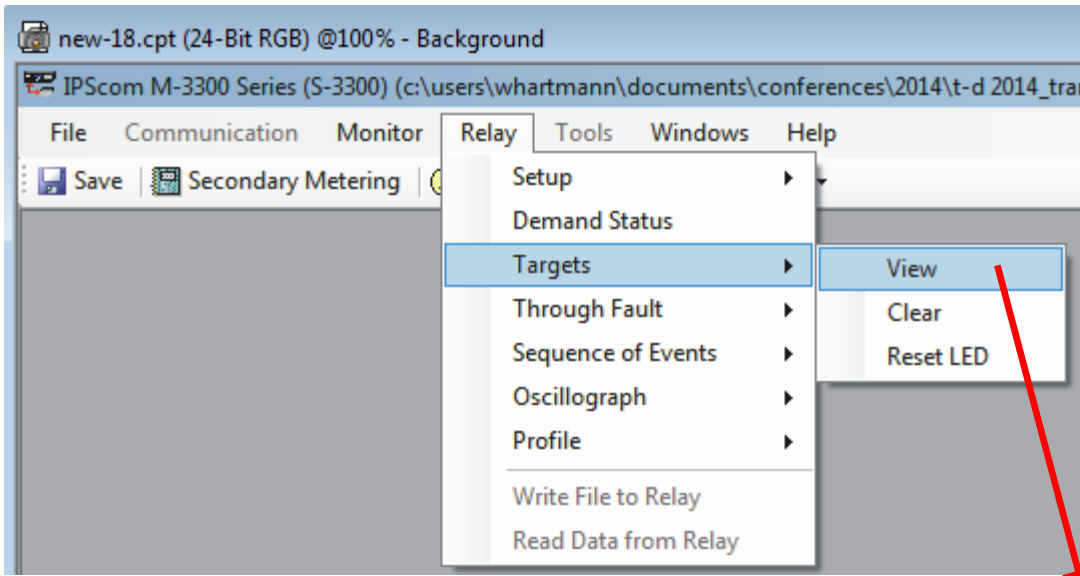 new-18.cpt (24-Bit RGB) @100% - Background
IPScom M-3300 Series (S-3300) (c:\users\whartmann\documents\conferences\2014\t-d 2014_tra
File Communication Monitor Relay Tools Windows Help
Save Secondary Metering
Setup
Demand Status
Targets
Through Fault
Sequence of Events
Oscillograph
Profile
Write File to Relay
Read Data from Relay
View
Clear
Reset LED